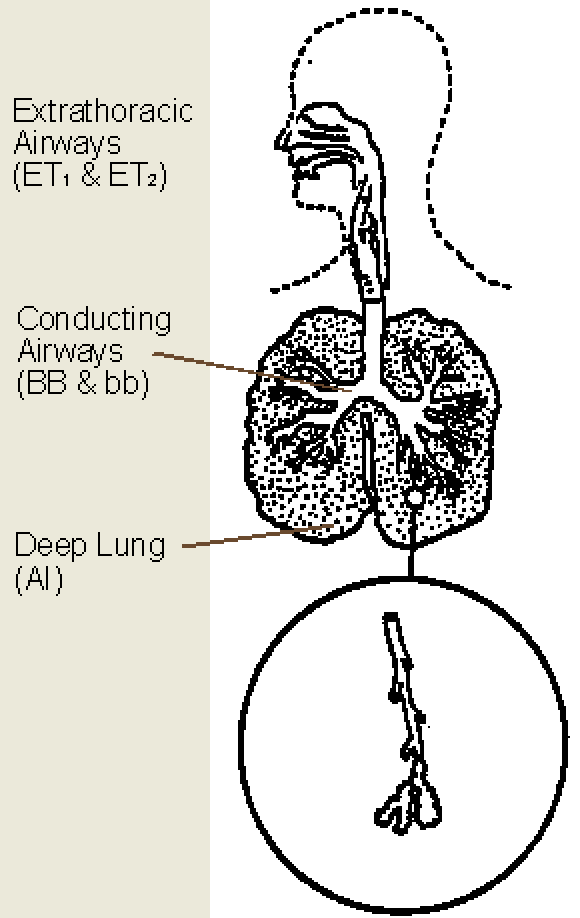 Extrathoracic
Airways
(ET₁ & ET₂)
Conducting
Airways
(BB & bb)
Deep Lung
(AI)